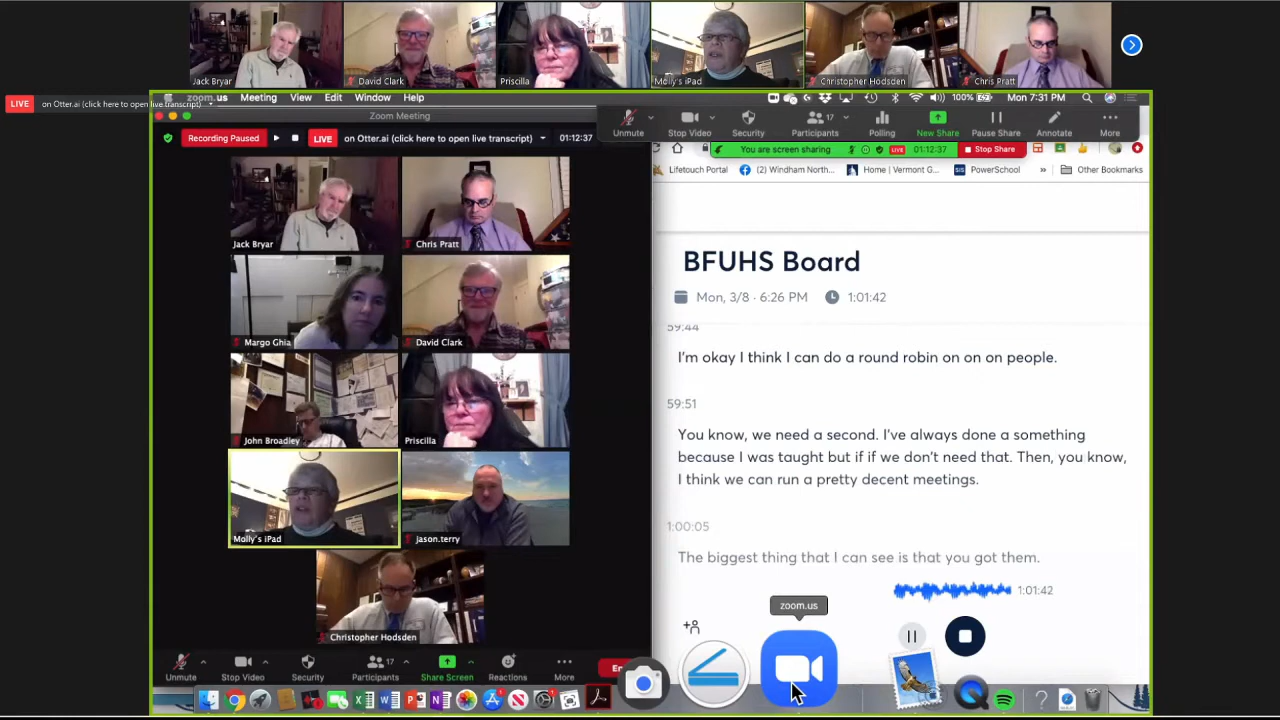 Jack Bryar
David Clark
Priscilla
Molly's iPad
Christopher Hodsden
Chris Pratt
LIVE
on Otter.ai (click here to open live transcript)
zoom.us Meeting View Edit Window Help
100% Mon 7:31 PM
Zoom Meeting
Recording Paused
LIVE
on Otter.ai (click here to open live transcript)
Unmute
Stop Video
Security
17
Participants
Polling
New Share
Pause Share
Annotate
More
You are screen sharing
LIVE
01:12:37
Stop Share
01:12:37
Lifetouch Portal
(2) Windham North...
Home | Vermont G...
SIS
PowerSchool
»
Other Bookmarks
Jack Bryar
Chris Pratt
Margo Ghia
David Clark
John Broadley
Priscilla
Molly's iPad
jason.terry
Christopher Hodsden
BFUHS Board
Mon, 3/8 · 6:26 PM
1:01:42
59:44
I'm okay I think I can do a round robin on on on people.
59:51
You know, we need a second. I've always done a something
because I was taught but if if we don't need that. Then, you know,
I think we can run a pretty decent meetings.
1:00:05
The biggest thing that I can see is that you got them.
1:01:42
zoom.us
Unmute
Stop Video
Security
17
Participants
Share Screen
Reactions
More